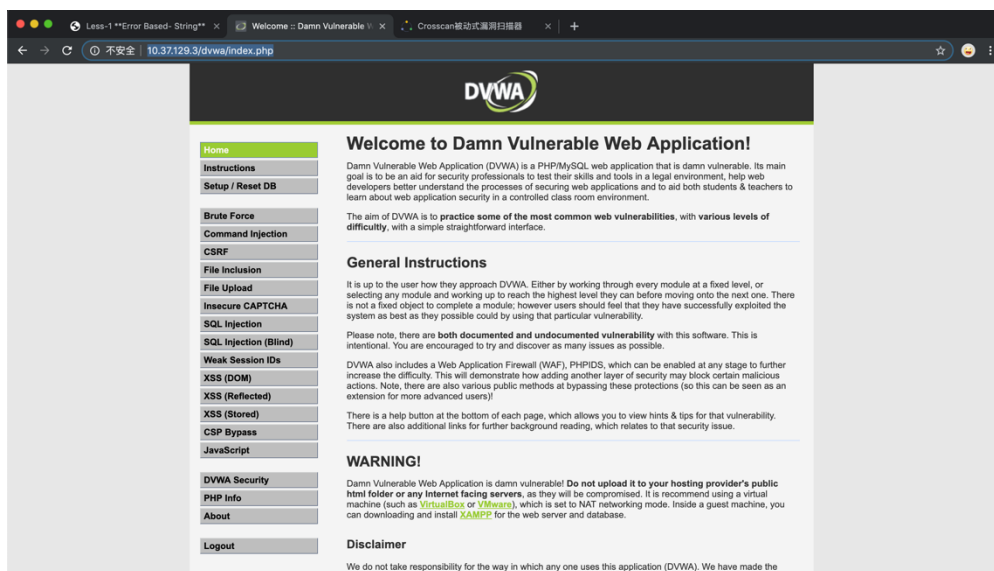 Less-1 **Error Based- String**
Welcome :: Damn Vulnerable W
Crosscan被动式漏洞扫描器
不安全 | 10.37.129.3/dvwa/index.php
DVWA
Home
Instructions
Setup / Reset DB
Brute Force
Command Injection
CSRF
File Inclusion
File Upload
Insecure CAPTCHA
SQL Injection
SQL Injection (Blind)
Weak Session IDs
XSS (DOM)
XSS (Reflected)
XSS (Stored)
CSP Bypass
JavaScript
DVWA Security
PHP Info
About
Logout
Welcome to Damn Vulnerable Web Application!
Damn Vulnerable Web Application (DVWA) is a PHP/MySQL web application that is damn vulnerable. Its main
goal is to be an aid for security professionals to test their skills and tools in a legal environment, help web
developers better understand the processes of securing web applications and to aid both students & teachers to
learn about web application security in a controlled class room environment.
The aim of DVWA is to practice some of the most common web vulnerabilities, with various levels of
difficultly, with a simple straightforward interface.
General Instructions
It is up to the user how they approach DVWA. Either by working through every module at a fixed level, or
selecting any module and working up to reach the highest level they can before moving onto the next one. There
is not a fixed object to complete a module; however users should feel that they have successfully exploited the
system as best as they possible could by using that particular vulnerability.
Please note, there are both documented and undocumented vulnerability with this software. This is
intentional. You are encouraged to try and discover as many issues as possible.
DVWA also includes a Web Application Firewall (WAF), PHPIDS, which can be enabled at any stage to further
increase the difficulty. This will demonstrate how adding another layer of security may block certain malicious
actions. Note, there are also various public methods at bypassing these protections (so this can be seen as an
extension for more advanced users)!
There is a help button at the bottom of each page, which allows you to view hints & tips for that vulnerability.
There are also additional links for further background reading, which relates to that security issue.
WARNING!
Damn Vulnerable Web Application is damn vulnerable! Do not upload it to your hosting provider's public
html folder or any Internet facing servers, as they will be compromised. It is recommend using a virtual
machine (such as VirtualBox or VMware), which is set to NAT networking mode. Inside a guest machine, you
can downloading and install XAMPP for the web server and database.
Disclaimer
We do not take responsibility for the way in which any one uses this application (DVWA). We have made the